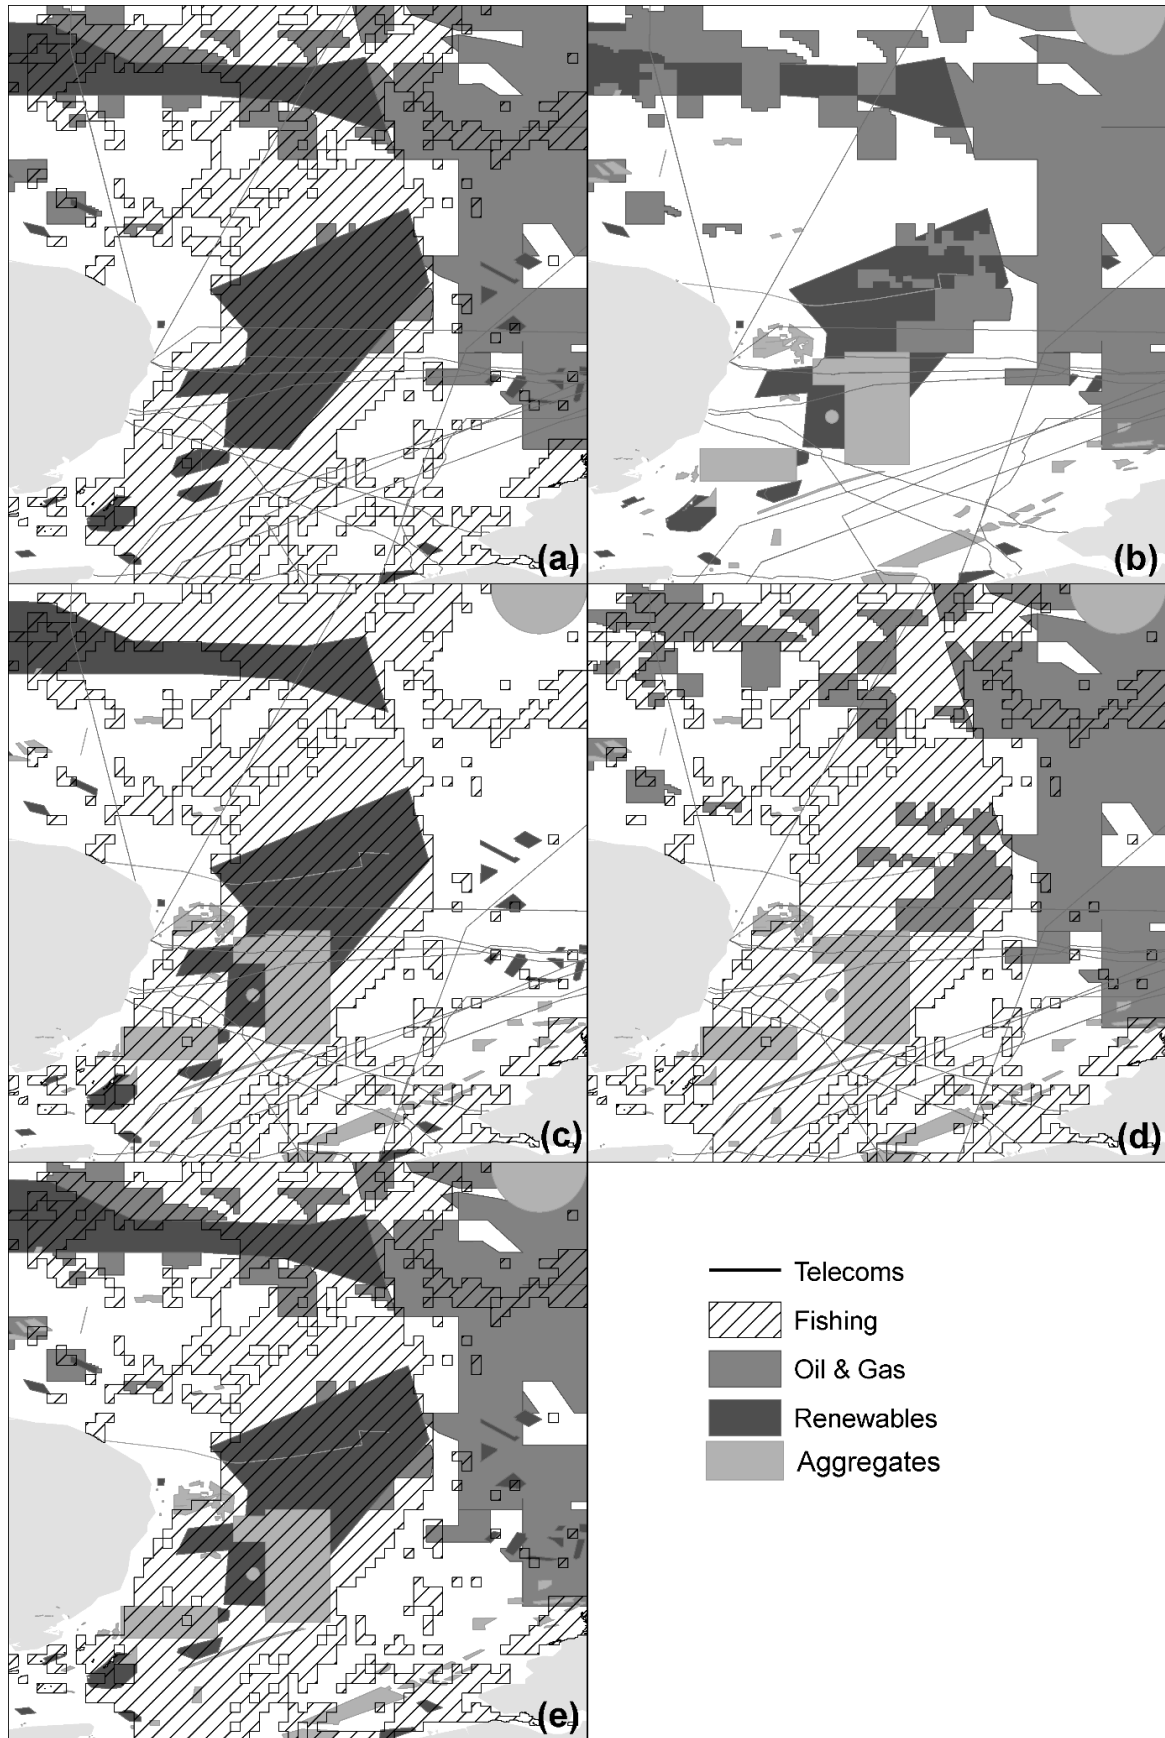 (a)
(b)
(c)
(d)
(e)
Telecoms
Fishing
Oil & Gas
Renewables
Aggregates